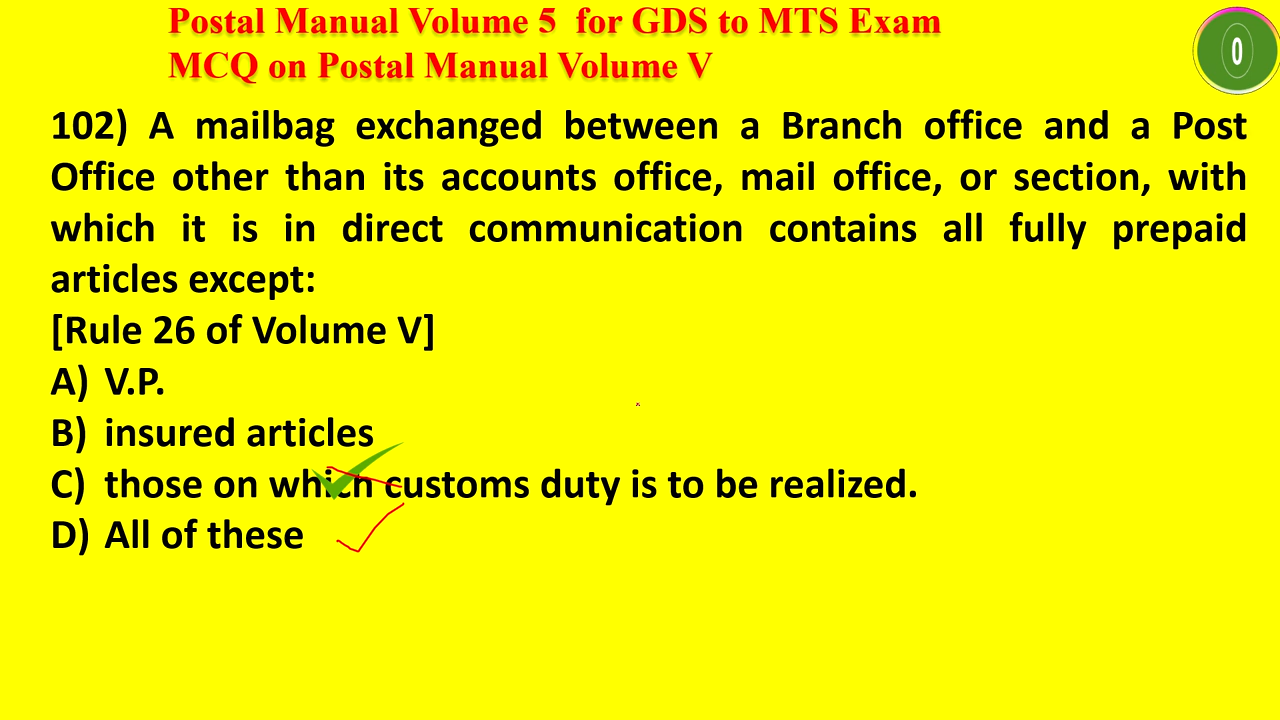 Postal Manual Volume 5 for GDS to MTS Exam
MCQ on Postal Manual Volume V
0
102) A mailbag exchanged between a Branch office and a Post
Office other than its accounts office, mail office, or section, with
which it is in direct communication contains all fully prepaid
articles except:
[Rule 26 of Volume V]
A) V.P.
B) insured articles
C) those on which customs duty is to be realized.
D) All of these